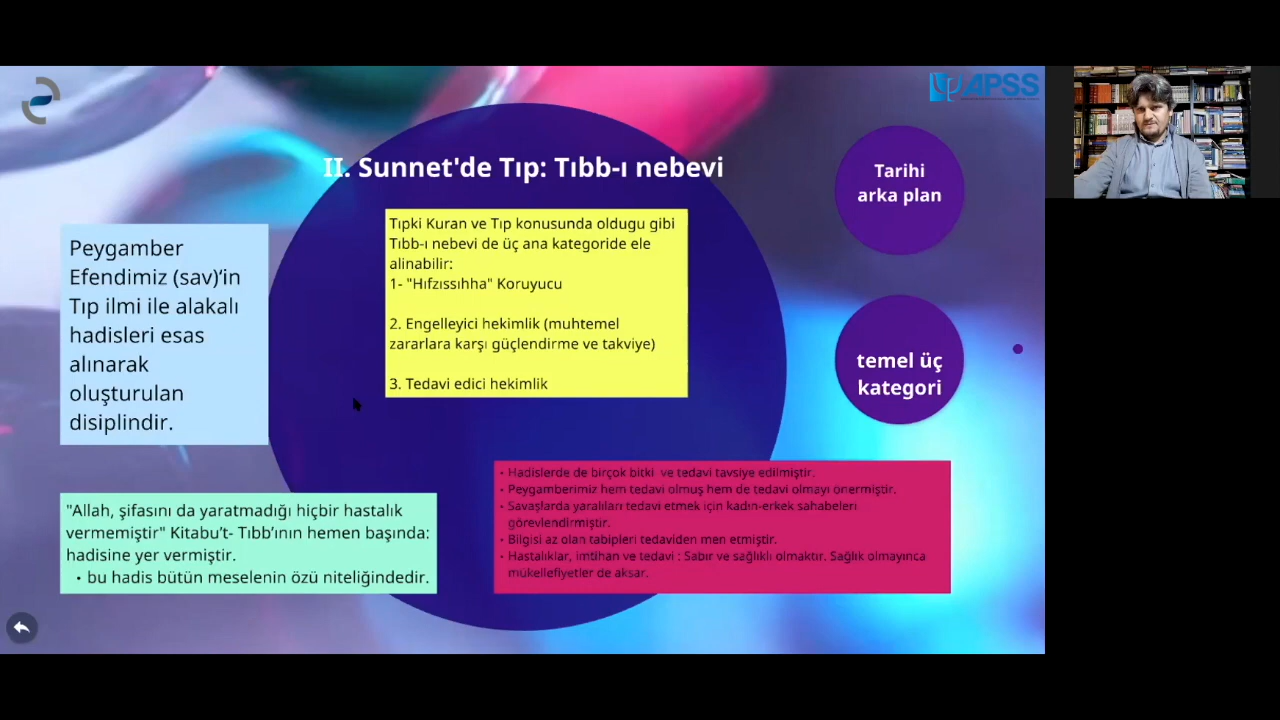 APSS
II. Sunnet'de Tıp: Tıbb-ı nebevi
Tarihi
arka plan
Peygamber
Efendimiz (sav)'in
Tıp ilmi ile alakalı
hadisleri esas
alınarak
oluşturulan
disiplindir.
Tıpki Kuran ve Tıp konusunda oldugu gibi
Tıbb-ı nebevi de üç ana kategoride ele
alinabilir:
1- "Hıfzıssıhha" Koruyucu
2. Engelleyici hekimlik (muhtemel
zararlara karşı güçlendirme ve takviye)
3. Tedavi edici hekimlik
temel üç
kategori
"Allah, şifasını da yaratmadığı hiçbir hastalık
vermemiştir" Kitabu't- Tıbb'ının hemen başında:
hadisine yer vermiştir.
• bu hadis bütün meselenin özü niteliğindedir.
• Hadislerde de birçok bitki ve tedavi tavsiye edilmiştir.
• Peygamberimiz hem tedavi olmuş hem de tedavi olmayı önermiştir.
• Savaşlarda yaralıları tedavi etmek için kadın-erkek sahabeleri
görevlendirmiştir.
• Bilgisi az olan tabipleri tedaviden men etmiştir.
• Hastalıklar, imtihan ve tedavi : Sabır ve sağlıklı olmaktır. Sağlık olmayınca
mükellefiyetler de aksar.